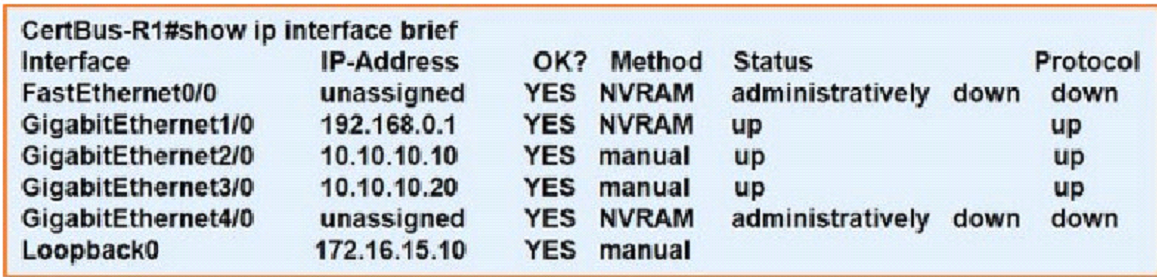 CertBus-R1#show ip interface brief
Interface IP-Address OK? Method Status Protocol
FastEthernet0/0 unassigned YES NVRAM administratively down down
GigabitEthernet1/0 192.168.0.1 YES NVRAM up up
GigabitEthernet2/0 10.10.10.10 YES manual up up
GigabitEthernet3/0 10.10.10.20 YES manual up up
GigabitEthernet4/0 unassigned YES NVRAM administratively down down
Loopback0 172.16.15.10 YES manual